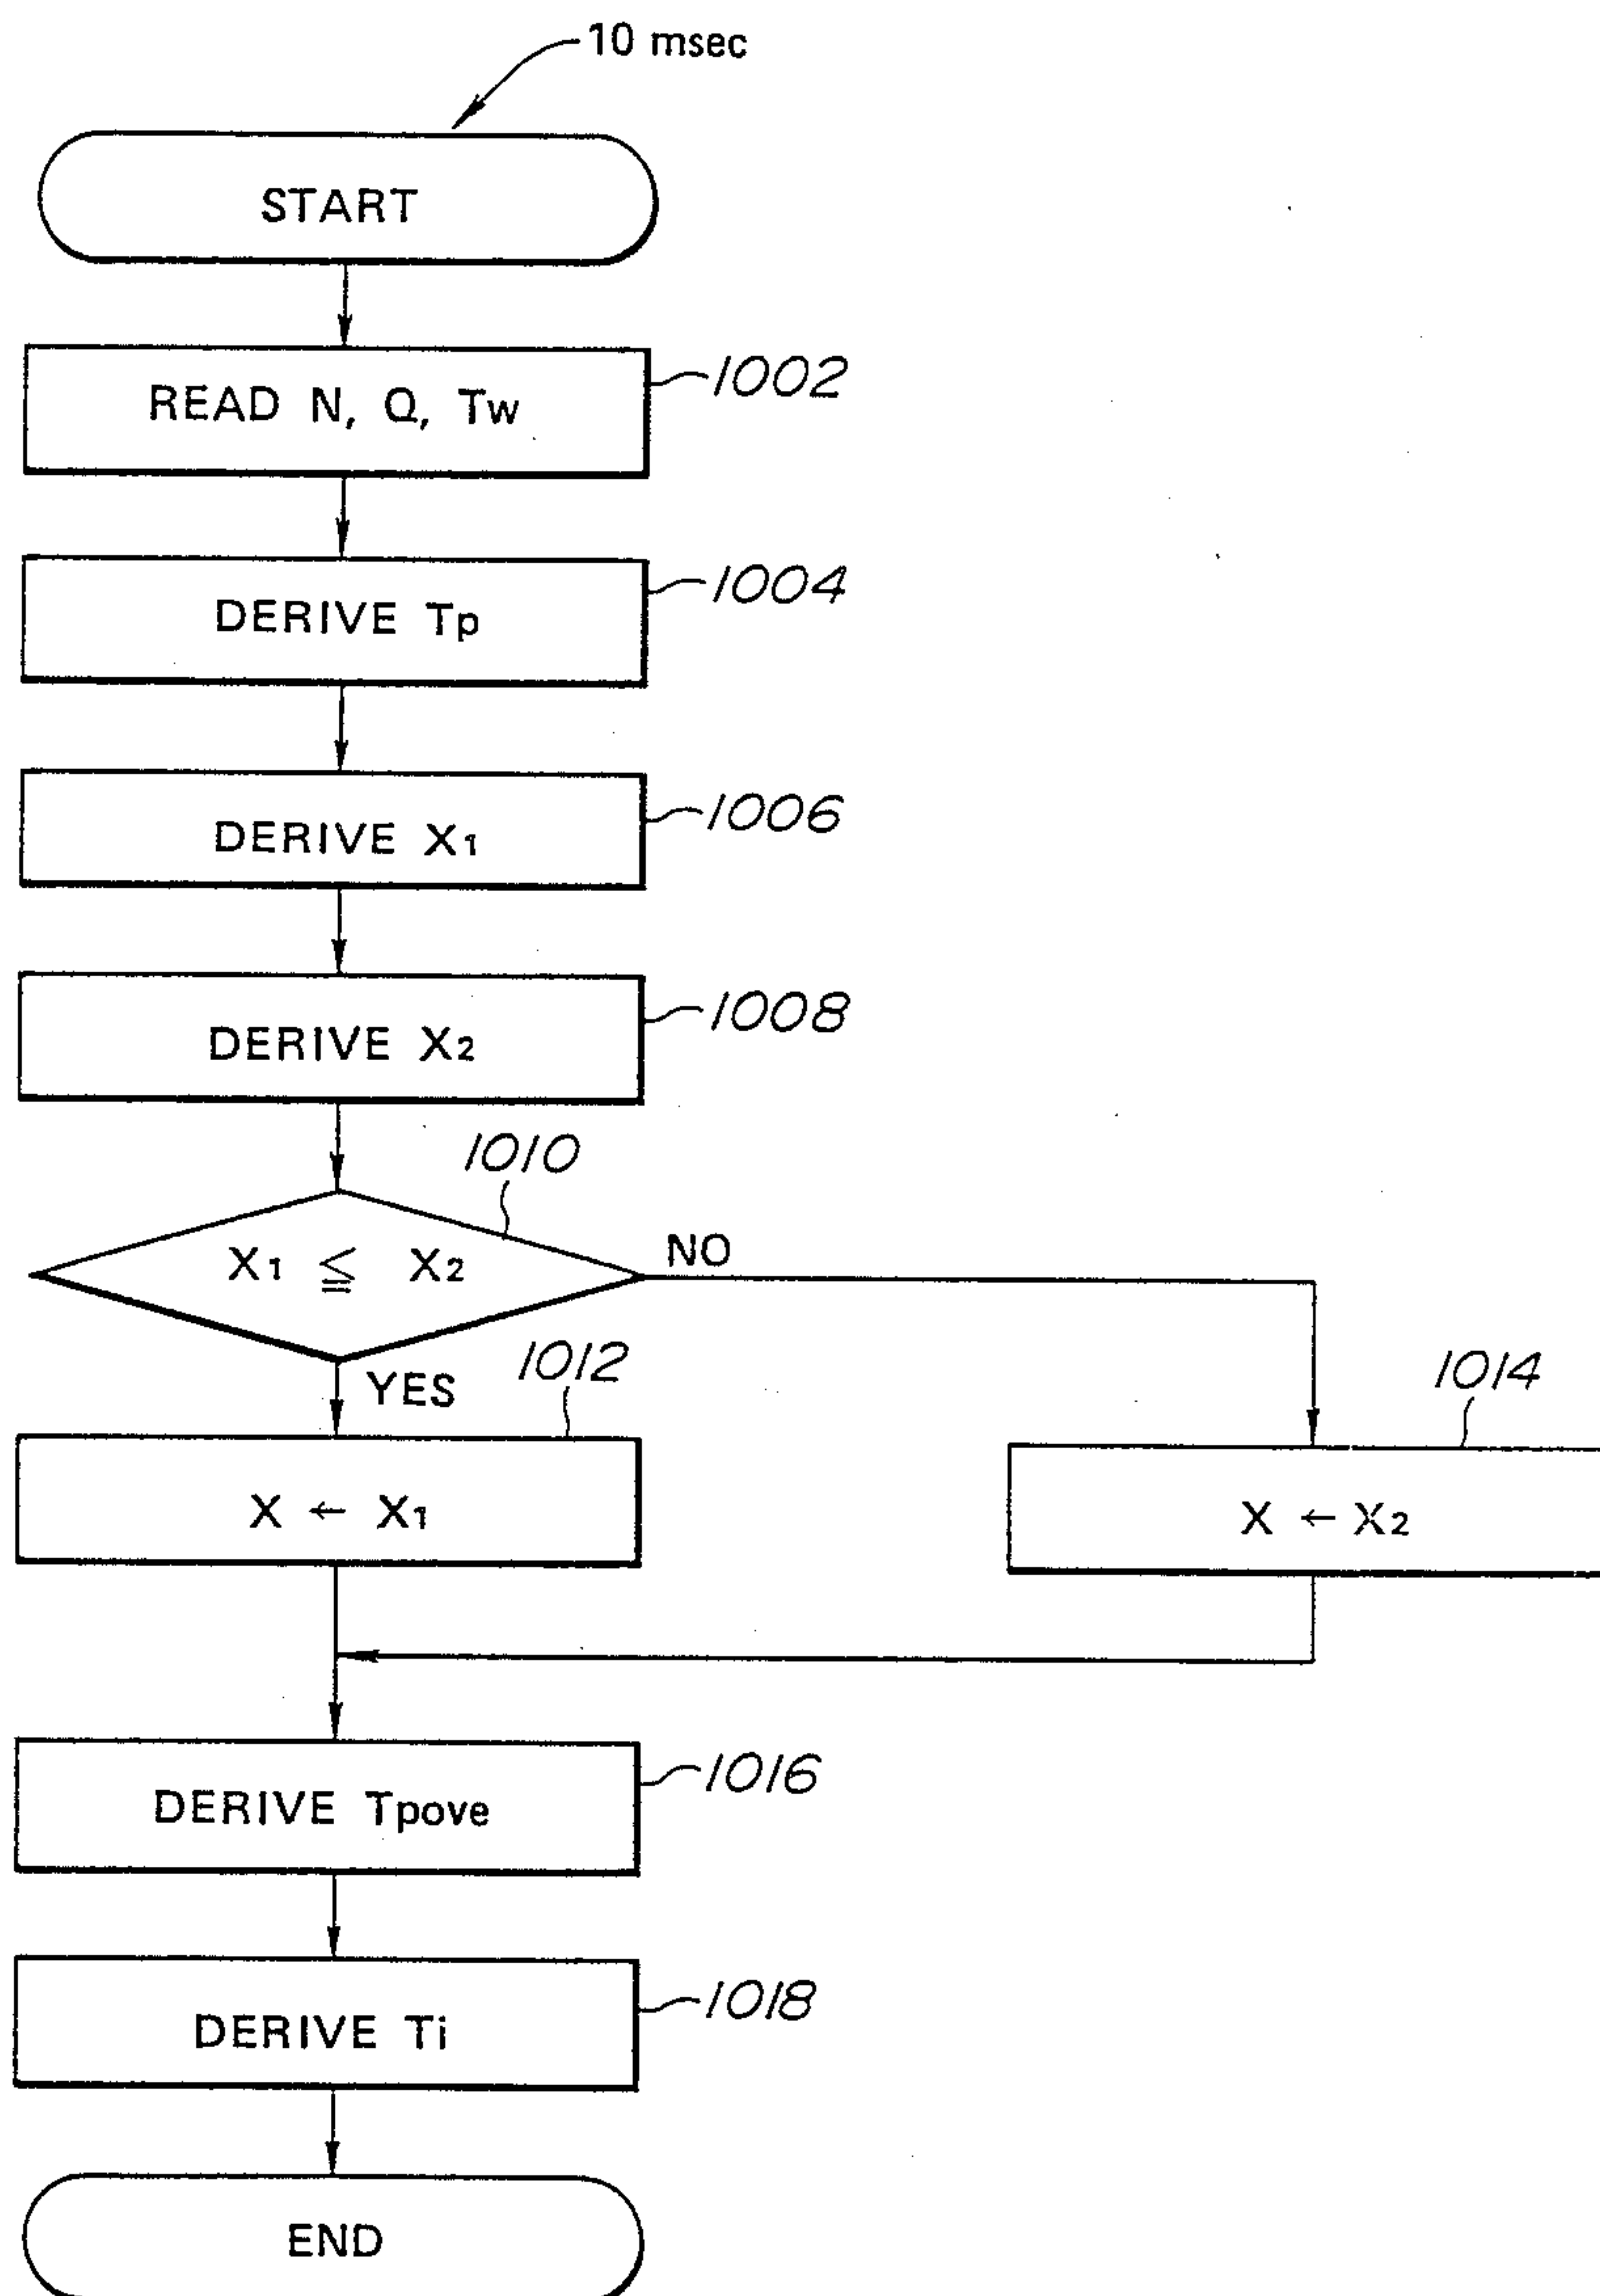 10 msec
START
READ N, Q, Tw
1002
DERIVE Tp
1004
DERIVE X1
1006
DERIVE X2
1008
1010
X1 ≦ X2
NO
YES
1012
X ← X1
1014
X ← X2
DERIVE Tpove
1016
DERIVE Ti
1018
END